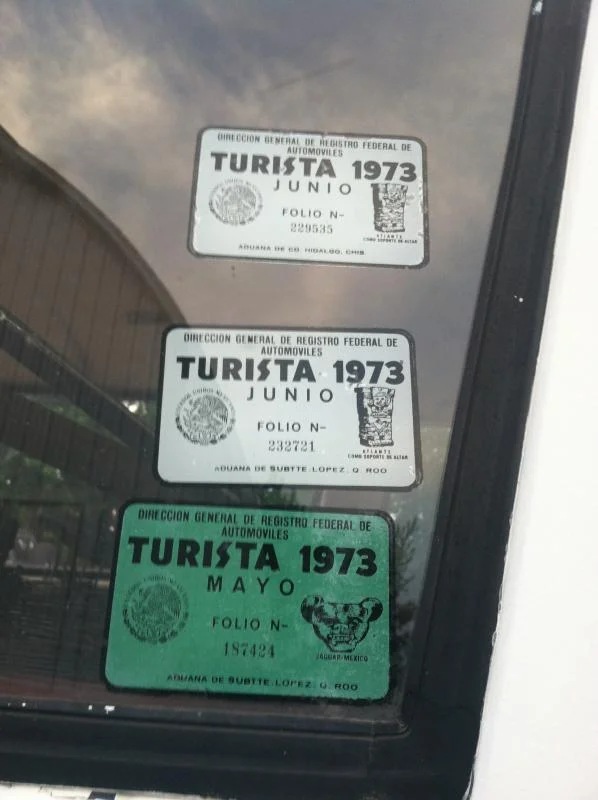 DIRECCION GENERAL DE REGISTRO FEDERAL DE
AUTOMOVILES
TURISTA 1973
JUNIO
FOLIO N-
229535
ATLANTE
COMO SOPORTE DE ALTAR
ADUANA DE CD. HIDALGO, CHIS.
DIRECCION GENERAL DE REGISTRO FEDERAL DE
AUTOMOVILES
TURISTA 1973
JUNIO
FOLIO N-
232721
ATLANTE
COMO SOPORTE DE ALTAR
ADUANA DE SUBTTE. LOPEZ. Q. ROO
DIRECCION GENERAL DE REGISTRO FEDERAL DE
AUTOMOVILES
TURISTA 1973
MAYO
FOLIO N-
187424
JAGUAR-MEXICO
ADUANA DE SUBTTE. LOPEZ. Q. ROO